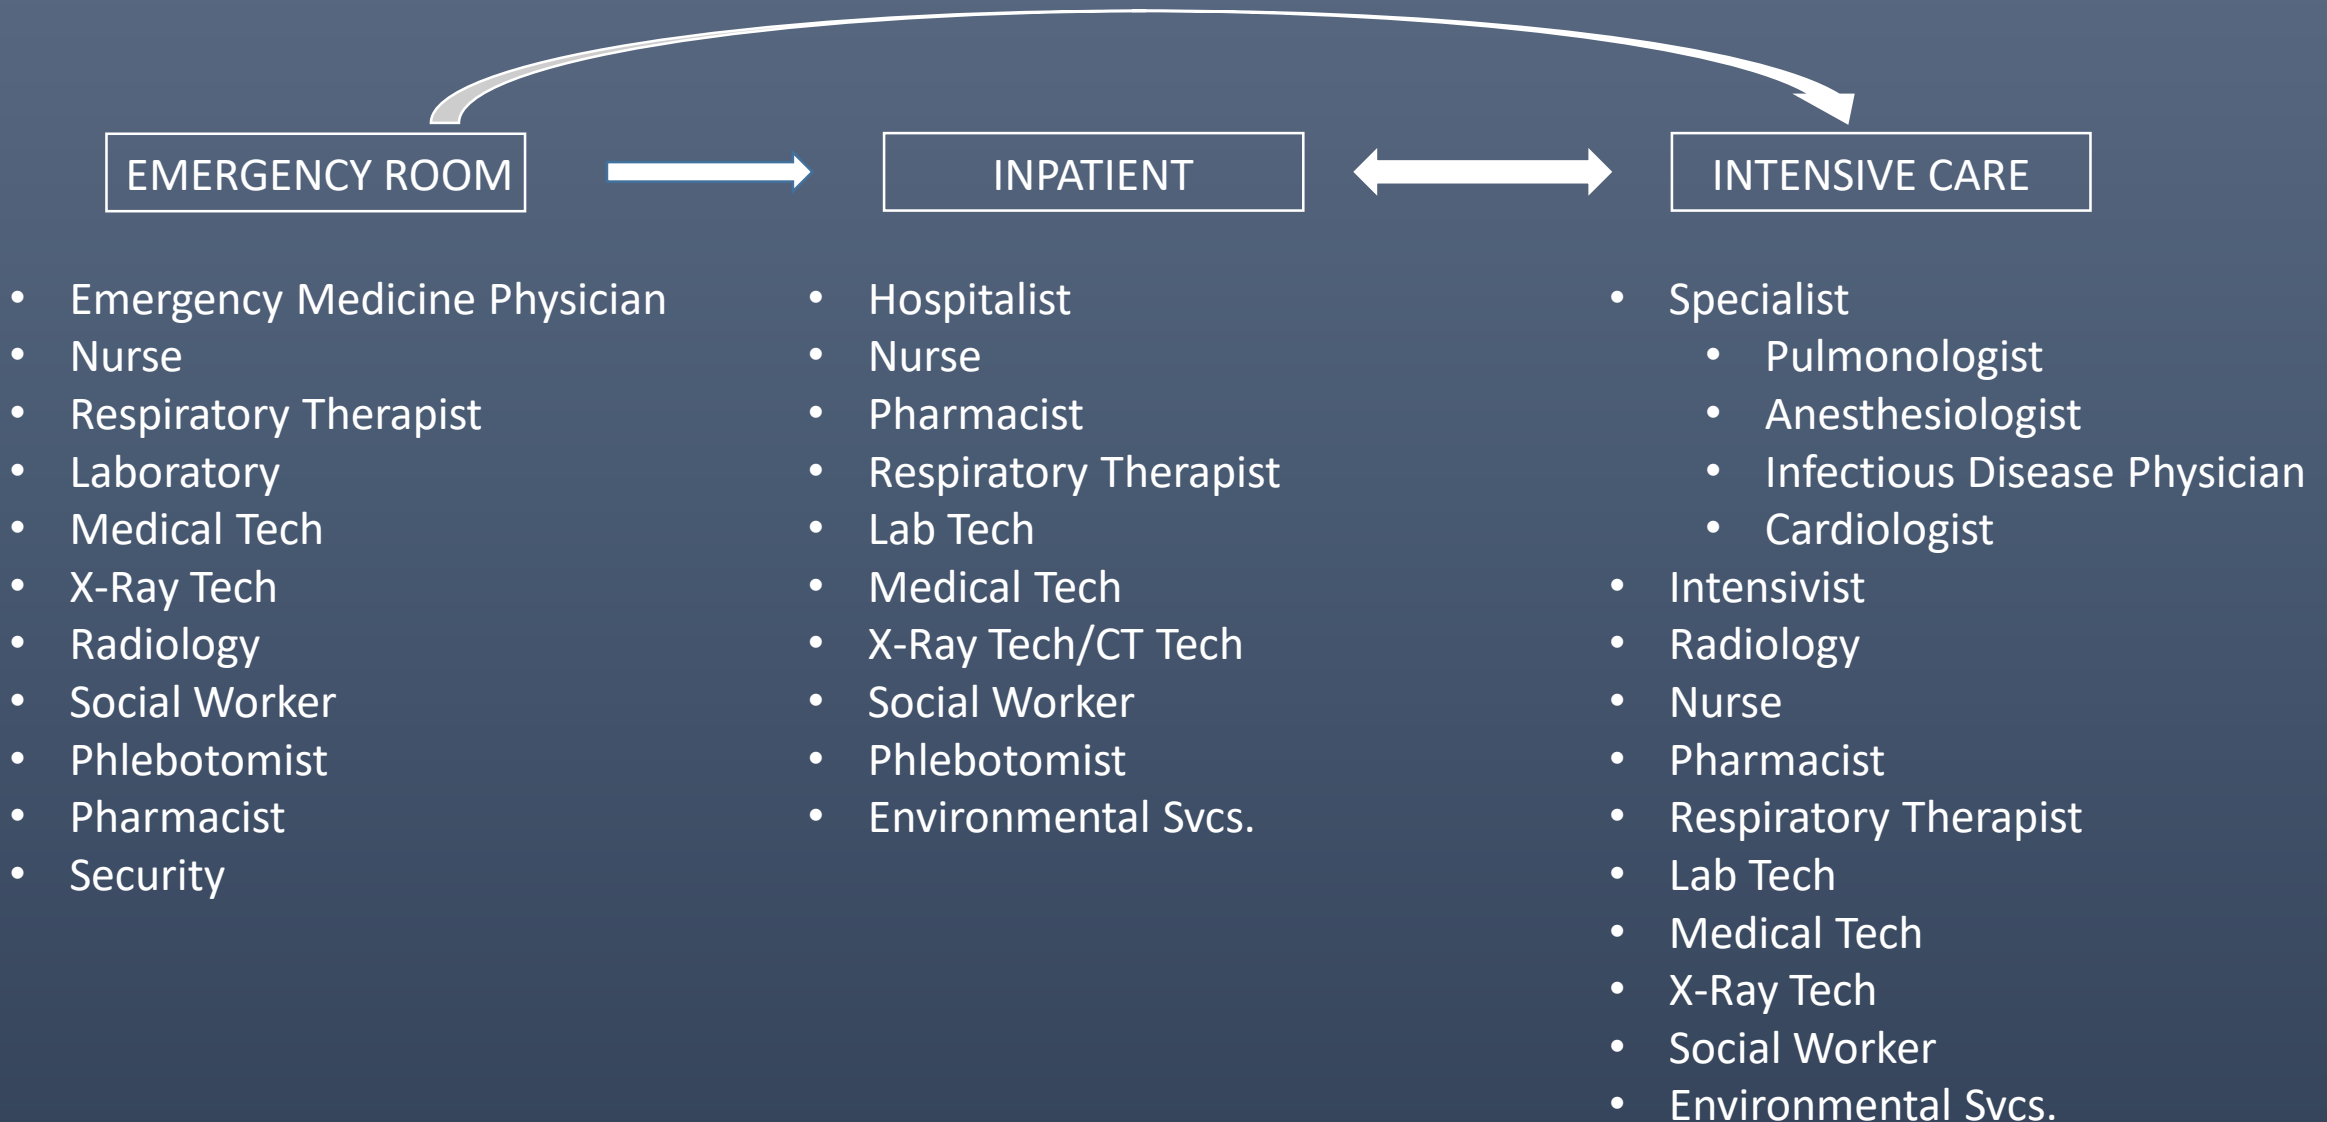 EMERGENCY ROOM
INPATIENT
INTENSIVE CARE
• Emergency Medicine Physician
• Nurse
• Respiratory Therapist
• Laboratory
• Medical Tech
• X-Ray Tech
• Radiology
• Social Worker
• Phlebotomist
• Pharmacist
• Security
• Hospitalist
• Nurse
• Pharmacist
• Respiratory Therapist
• Lab Tech
• Medical Tech
• X-Ray Tech/CT Tech
• Social Worker
• Phlebotomist
• Environmental Svcs.
• Specialist
• Pulmonologist
• Anesthesiologist
• Infectious Disease Physician
• Cardiologist
• Intensivist
• Radiology
• Nurse
• Pharmacist
• Respiratory Therapist
• Lab Tech
• Medical Tech
• X-Ray Tech
• Social Worker
• Environmental Svcs.